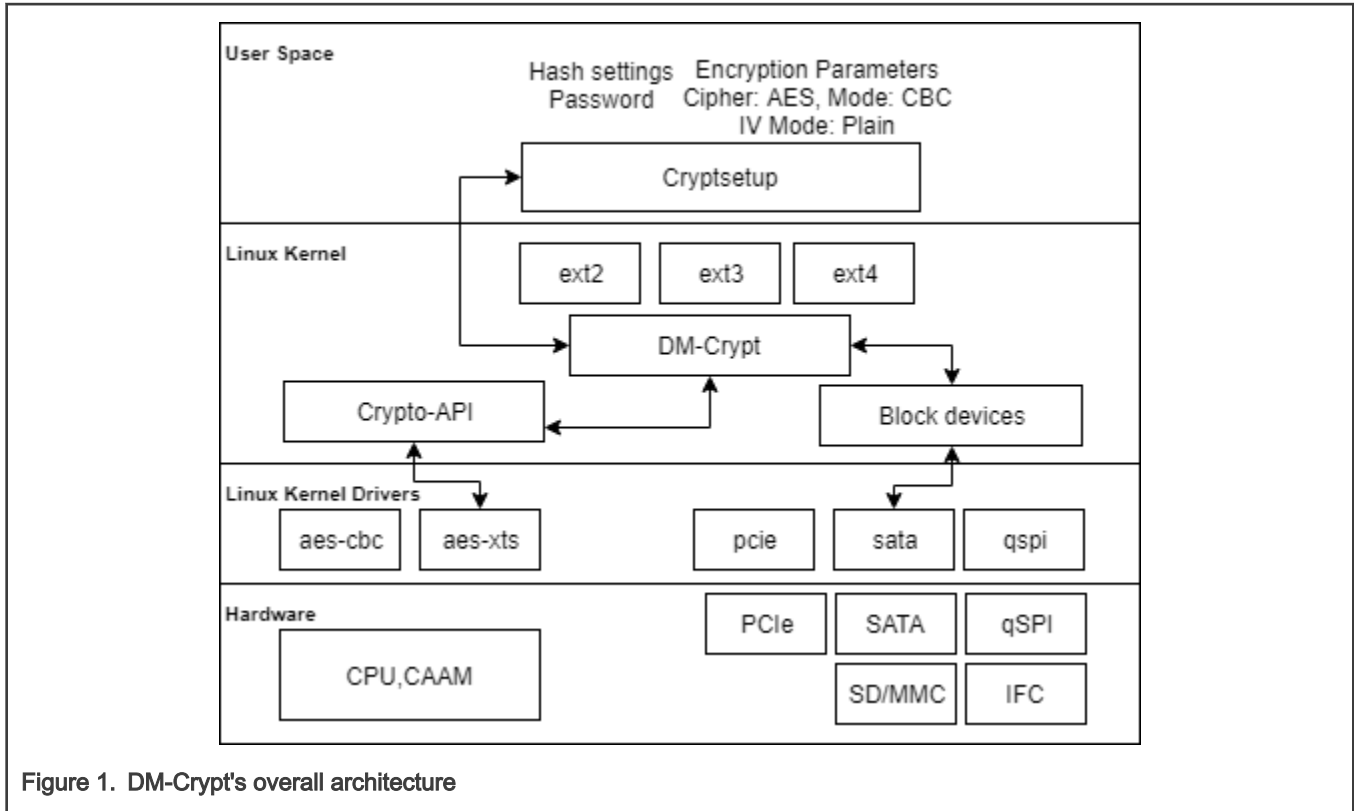 User Space
Hash settings
Password
Encryption Parameters
Cipher: AES, Mode: CBC
IV Mode: Plain
Cryptsetup
Linux Kernel
ext2
ext3
ext4
DM-Crypt
Crypto-API
Block devices
Linux Kernel Drivers
aes-cbc
aes-xts
pcie
sata
qspi
Hardware
CPU,CAAM
PCIe
SATA
qSPI
SD/MMC
IFC
Figure 1. DM-Crypt's overall architecture